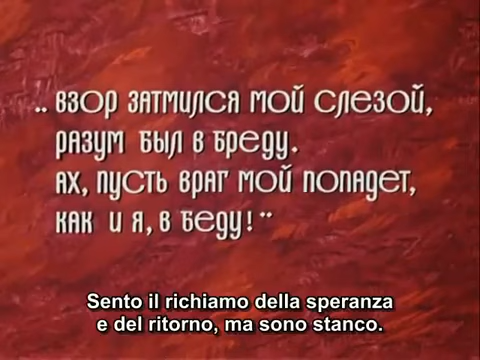 „ ВЗОР ЗАТМИЛСЯ МОЙ СЛЕЗОЙ,
РАЗУМ БЫЛ В БРЕДУ.
АХ, ПУСТЬ ВРАГ МОЙ ПОПАДЕТ,
КАК И Я, В БЕДУ!“
Sento il richiamo della speranza
e del ritorno, ma sono stanco.